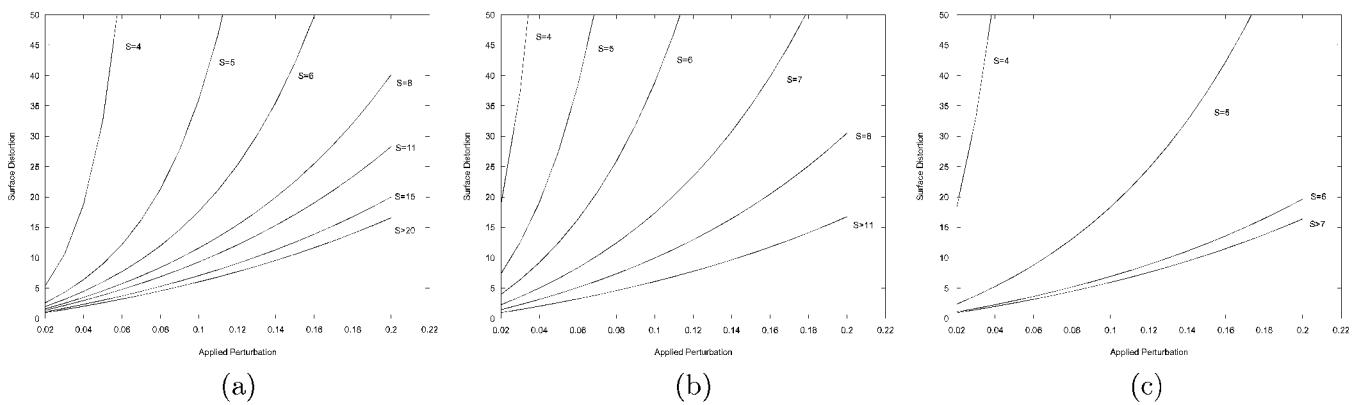 50
45
40
35
30
25
20
15
10
5
0
Surface Distortion
S=4
S=5
S=6
S=8
S=11
S=15
S>20
0.02 0.04 0.06 0.08 0.1 0.12 0.14 0.16 0.18 0.2 0.22
Applied Perturbation
(a)
50
45
40
35
30
25
20
15
10
5
0
Surface Distortion
S=4
S=5
S=6
S=7
S=8
S>11
0.02 0.04 0.06 0.08 0.1 0.12 0.14 0.16 0.18 0.2 0.22
Applied Perturbation
(b)
50
45
40
35
30
25
20
15
10
5
0
Surface Distortion
S=4
S=5
S=6
S>7
0.02 0.04 0.06 0.08 0.1 0.12 0.14 0.16 0.18 0.2 0.22
Applied Perturbation
(c)